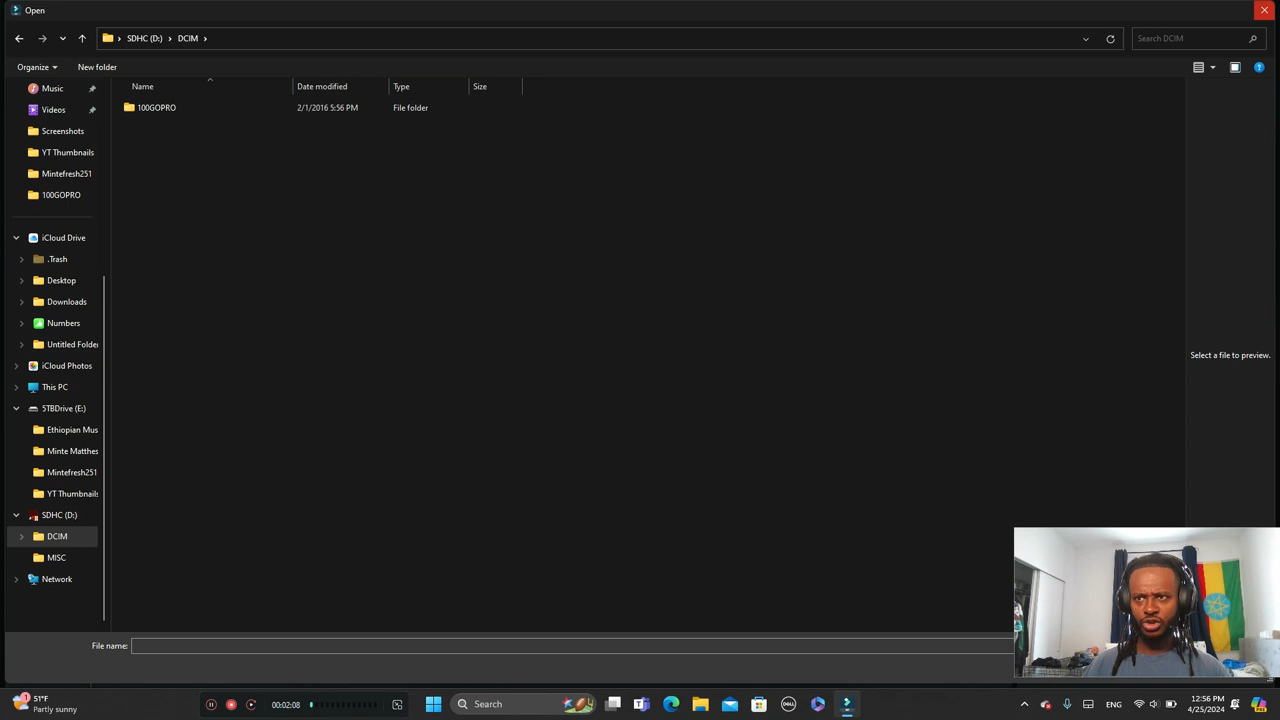 Open
SDHC (D:) > DCIM >
Search DCIM
Organize
New folder
Name
Date modified
Type
Size
100GOPRO
2/1/2016 5:56 PM
File folder
Music
Videos
Screenshots
YT Thumbnails
Mintefresh251
100GOPRO
iCloud Drive
.Trash
Desktop
Downloads
Numbers
Untitled Folde
iCloud Photos
This PC
5TBDrive (E:)
Ethiopian Mus
Minte Matthes
Mintefresh251
YT Thumbnails
SDHC (D:)
DCIM
MISC
Network
Select a file to preview.
File name:
1
51°F
Partly sunny
00:02:08
Search
ENG
12:56 PM
4/25/2024